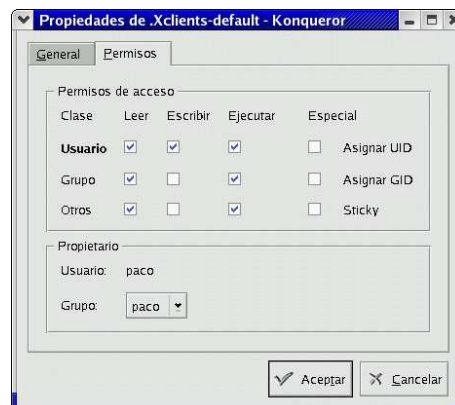 Propiedades de .Xclients-default - Konqueror
General Permisos
Permisos de acceso
Clase Leer Escribir Ejecutar Especial
Usuario Asignar UID
Grupo Asignar GID
Otros Sticky
Propietario
Usuario: paco
Grupo: paco
Aceptar Cancelar